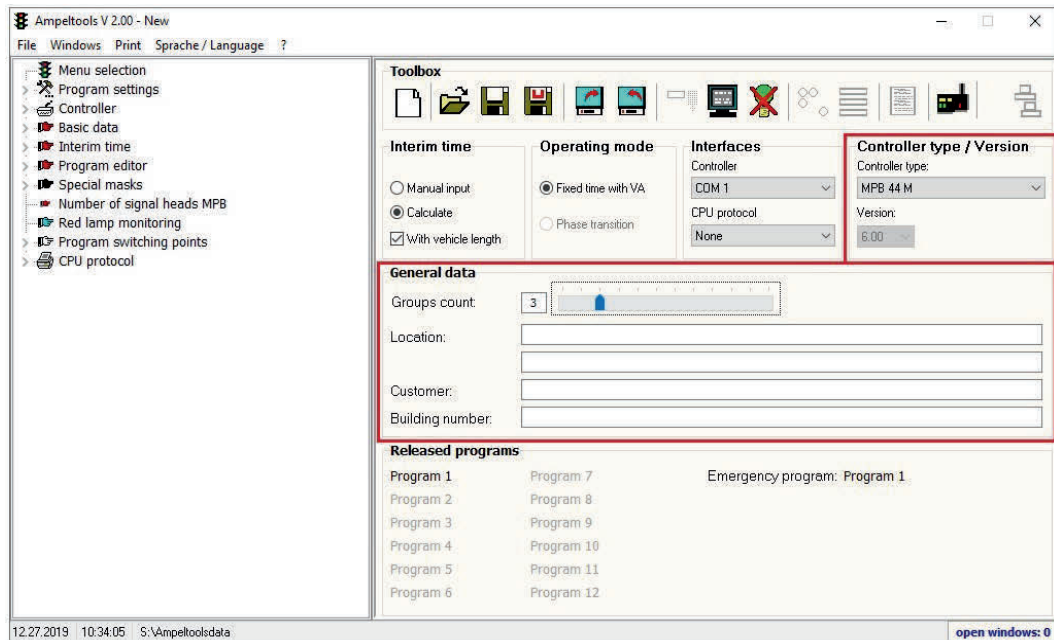 Ampeltools V 2.00 - New
File Windows Print Sprache / Language ?
Menu selection
Program settings
Controller
Basic data
Interim time
Program editor
Special masks
Number of signal heads MPB
Red lamp monitoring
Program switching points
CPU protocol
Toolbox
Interim time
Manual input
Calculate
With vehicle length
Operating mode
Fixed time with VA
Phase transition
Interfaces
Controller
COM 1
CPU protocol
None
Controller type / Version
Controller type:
MPB 44 M
Version:
6.00
General data
Groups count: 3
Location:
Customer:
Building number:
Released programs
Program 1 Program 7 Emergency program: Program 1
Program 2 Program 8
Program 3 Program 9
Program 4 Program 10
Program 5 Program 11
Program 6 Program 12
12.27.2019 10:34:05 S:\Ampeltoolsdata open windows: 0